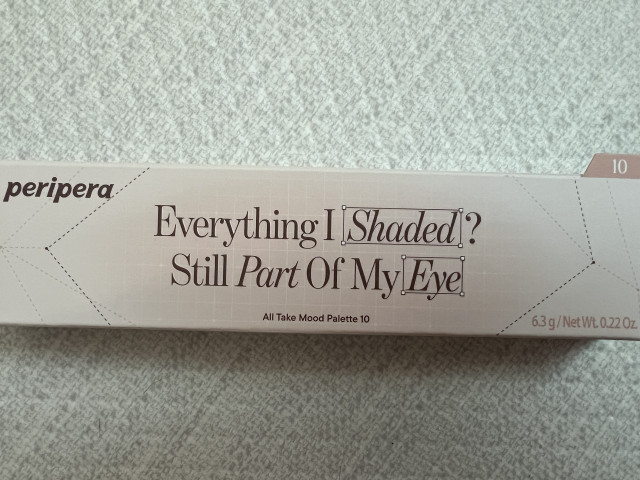 10
peripera
Everything I Shaded?
Still Part Of My Eye
All Take Mood Palette 10
6.3 g / Net Wt. 0.22 Oz.